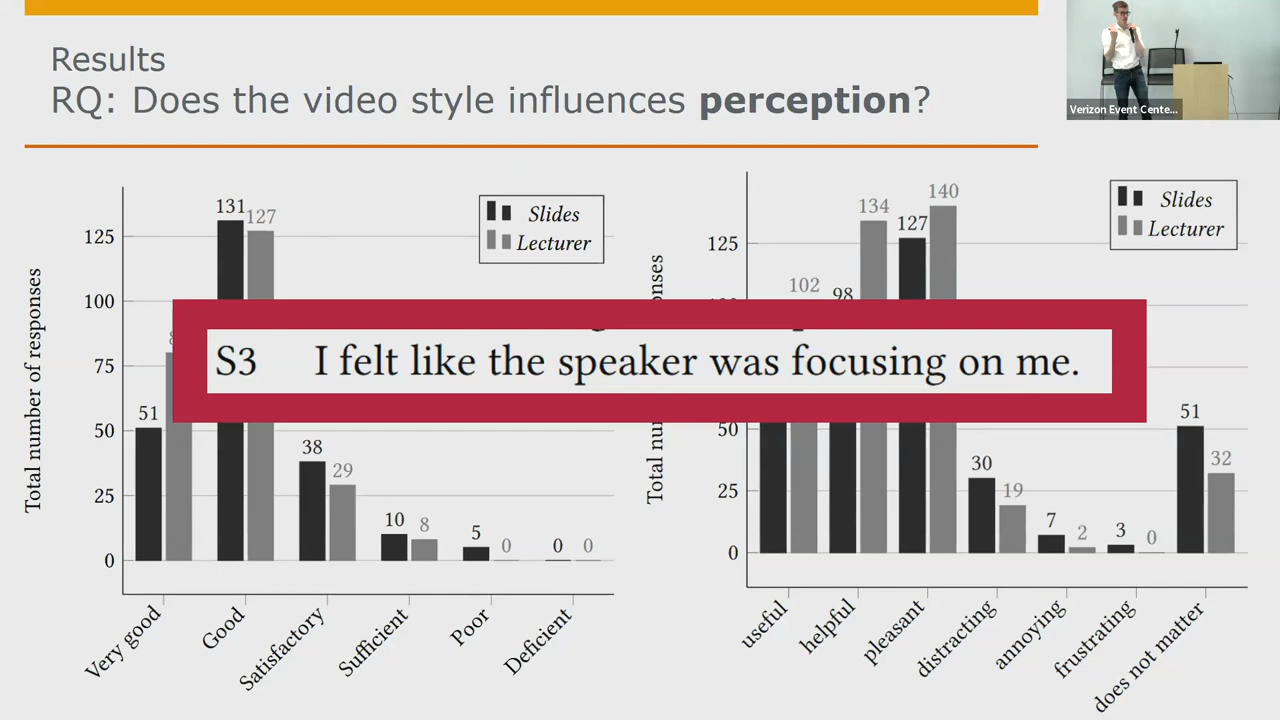 Results
RQ: Does the video style influences perception?
Verizon Event Cente...
Total number of responses
125
100
75
50
25
0
131
127
51
38
29
10
8
5
0
0
0
Slides
Lecturer
Very good
Good
Satisfactory
Sufficient
Poor
Deficient
S3 I felt like the speaker was focusing on me.
125
50
25
0
102
98
134
127
140
30
19
7
2
3
0
51
32
Slides
Lecturer
useful
helpful
pleasant
distracting
annoying
frustrating
does not matter